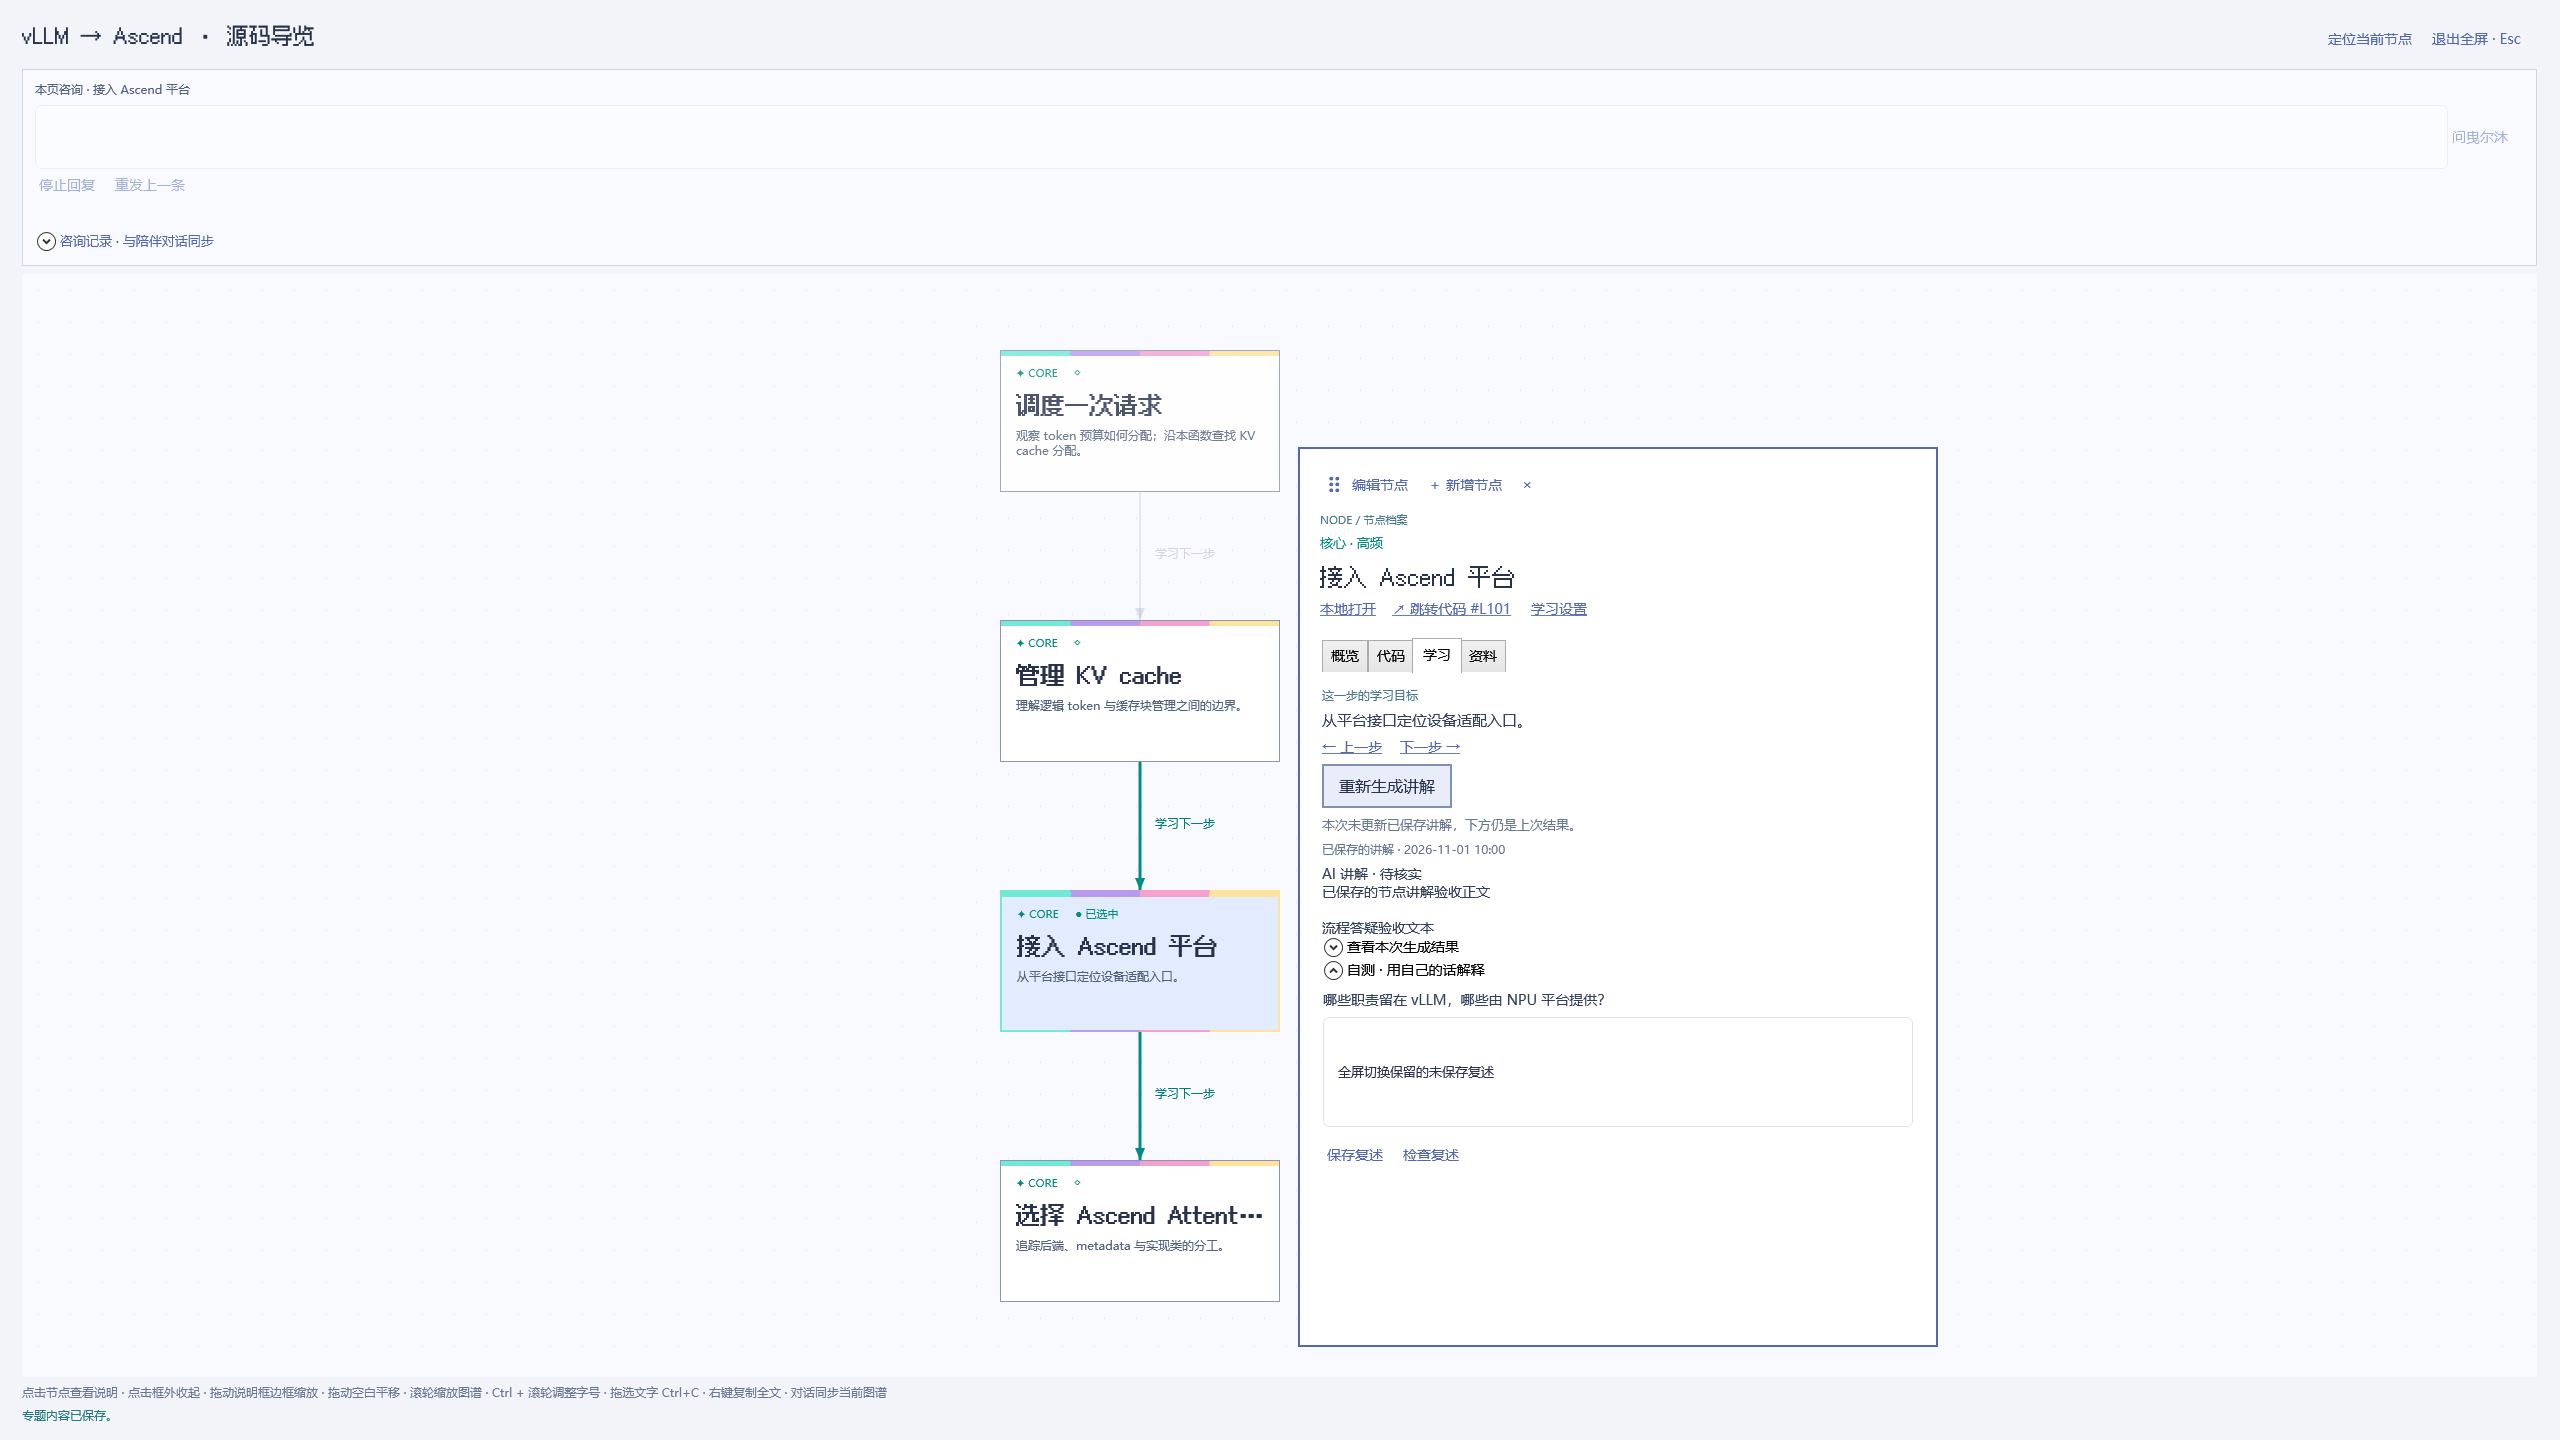 vLLM → Ascend · 源码导览
定位当前节点 退出全屏 · Esc
本页咨询 · 接入 Ascend 平台
问曳尔沐
停止回复 重发上一条
咨询记录 · 与陪伴对话同步
✦ CORE ◇
调度一次请求
观察 token 预算如何分配；沿本函数查找 KV
cache 分配。
学习下一步
✦ CORE ◇
管理 KV cache
理解逻辑 token 与缓存块管理之间的边界。
学习下一步
✦ CORE ● 已选中
接入 Ascend 平台
从平台接口定位设备适配入口。
学习下一步
✦ CORE ◇
选择 Ascend Attent···
追踪后端、metadata 与实现类的分工。
编辑节点 + 新增节点 ×
NODE / 节点档案
核心 · 高频
接入 Ascend 平台
本地打开 ↗ 跳转代码 #L101 学习设置
概览 代码 学习 资料
这一步的学习目标
从平台接口定位设备适配入口。
← 上一步 下一步 →
重新生成讲解
本次未更新已保存讲解，下方仍是上次结果。
已保存的讲解 · 2026-11-01 10:00
AI 讲解 · 待核实
已保存的节点讲解验收正文
流程答疑验收文本
查看本次生成结果
自测 · 用自己的话解释
哪些职责留在 vLLM，哪些由 NPU 平台提供？
全屏切换保留的未保存复述
保存复述 检查复述
点击节点查看说明 · 点击框外收起 · 拖动说明框边框缩放 · 拖动空白平移 · 滚轮缩放图谱 · Ctrl + 滚轮调整字号 · 拖选文字 Ctrl+C · 右键复制全文 · 对话同步当前图谱
专题内容已保存。